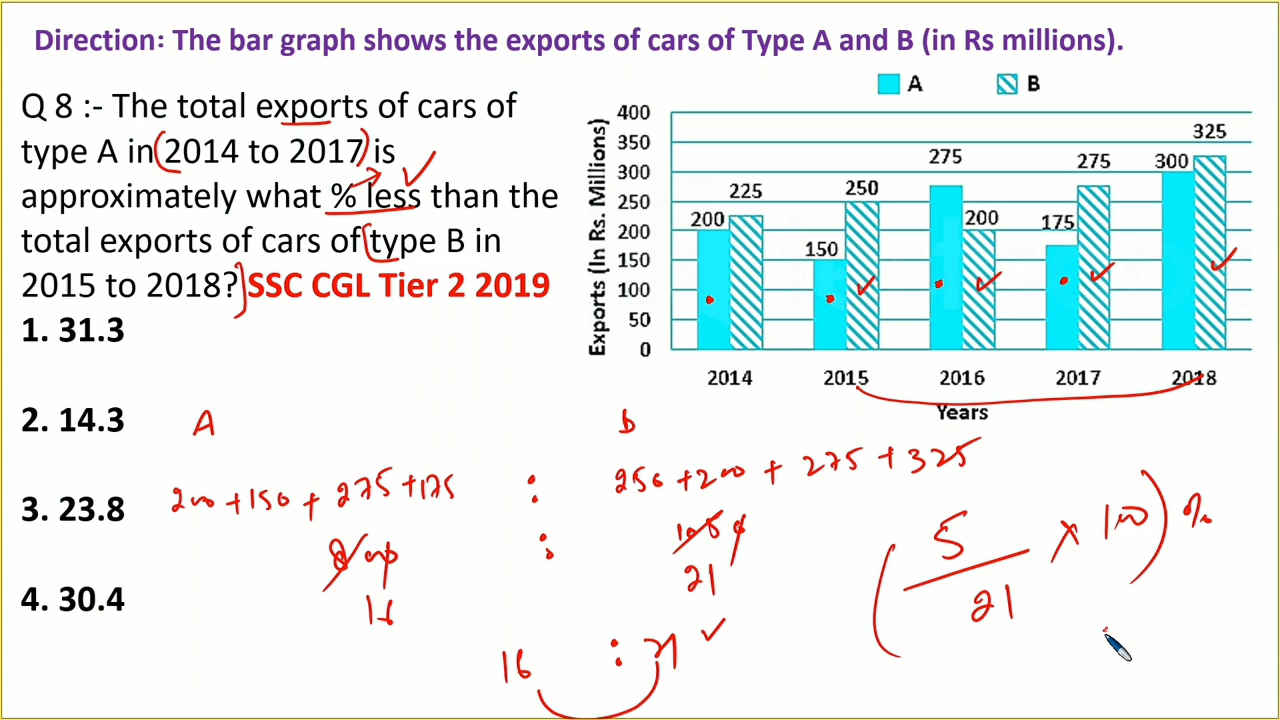 Direction: The bar graph shows the exports of cars of Type A and B (in Rs millions).
Q 8 :- The total exports of cars of
type A in 2014 to 2017 is
approximately what % less than the
total exports of cars of type B in
2015 to 2018? SSC CGL Tier 2 2019
1. 31.3
2. 14.3
3. 23.8
4. 30.4
A B
Exports (In Rs. Millions)
400
350
300
250
200
150
100
50
0
200 225
150 250
275 200
175 275
300 325
2014 2015 2016 2017 2018
Years
A B
200 + 150 + 275 + 175 : 250 + 200 + 275 + 325
:
16 21
16 : 21
(5/21 × 100)%